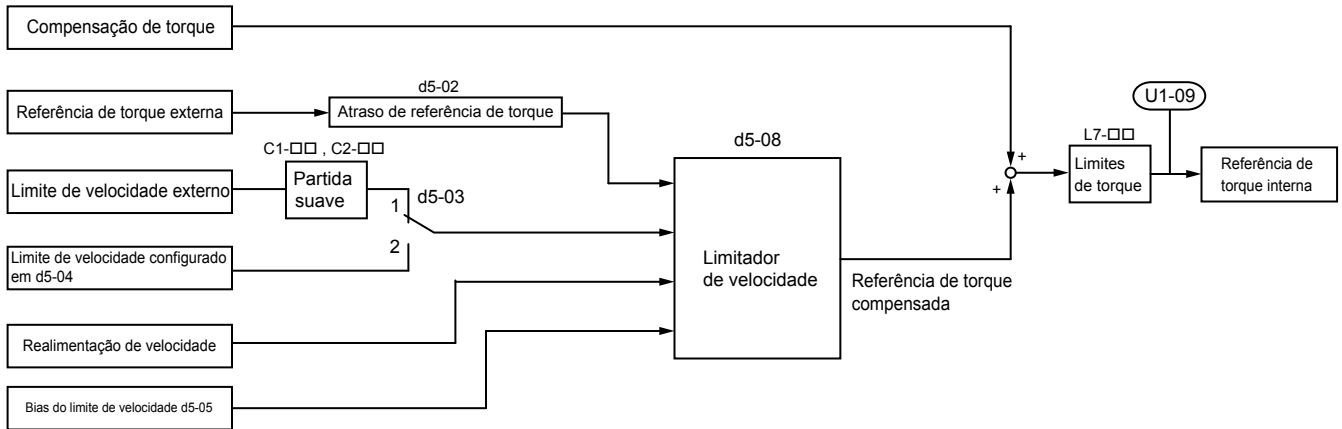 Compensação de torque
d5-02
Referência de torque externa
Atraso de referência de torque
U1-09
C1-□□ , C2-□□
d5-08
L7-□□
Limite de velocidade externo
Partida
suave
1
d5-03
+
+
Limites
de torque
Referência de
torque interna
2
Limite de velocidade configurado
em d5-04
Limitador
de velocidade
Referência de torque
compensada
Realimentação de velocidade
Bias do limite de velocidade d5-05